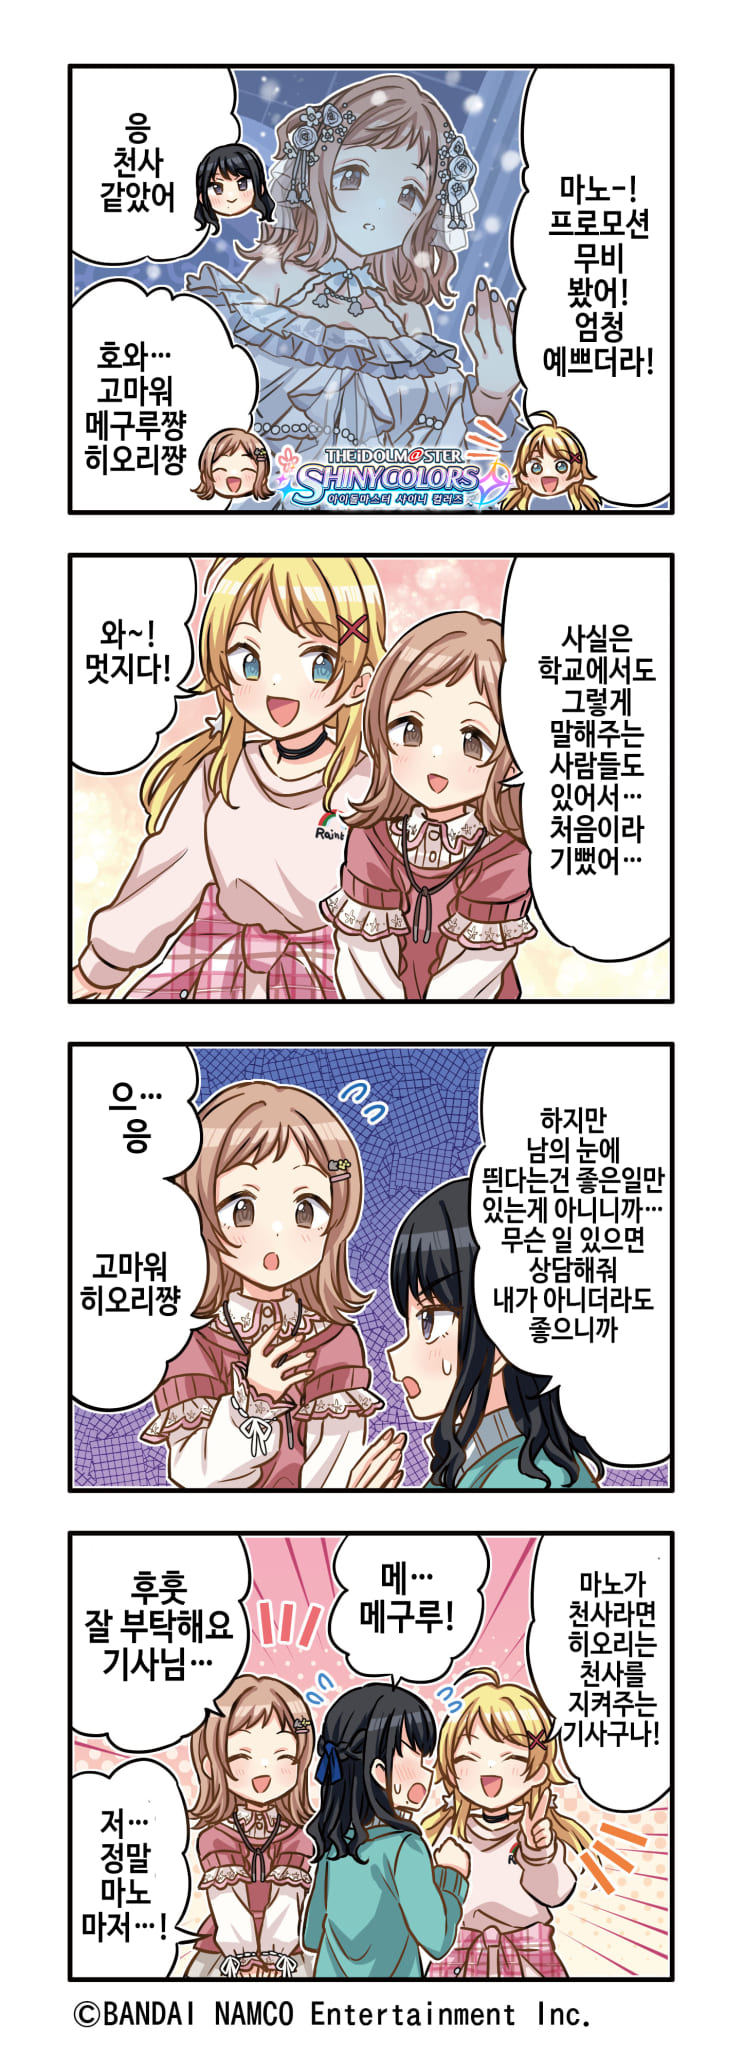 마노-!
프로모션
무비
봤어!
엄청
예쁘더라!
응
천사
같았어
호와…
고마워
메구루쨩
히오리쨩
THE iDOLM@STER
SHINYCOLORS
아이돌마스터 샤이니 컬러즈
사실은
학교에서도
그렇게
말해주는
사람들도
있어서…
처음이라
기뻤어…
와~!
멋지다!
Rain
하지만
남의 눈에
띈다는건 좋은일만
있는게 아니니까…
무슨 일 있으면
상담해줘
내가 아니더라도
좋으니까
으…
응
고마워
히오리쨩
마노가
천사라면
히오리는
천사를
지켜주는
기사구나!
메…
메구루!
후훗
잘 부탁해요
기사님…
저…
정말
마노
마저…!
R
©BANDAI NAMCO Entertainment Inc.